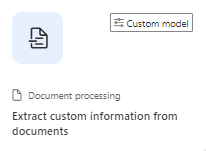 Custom model
Document processing
Extract custom information from
documents